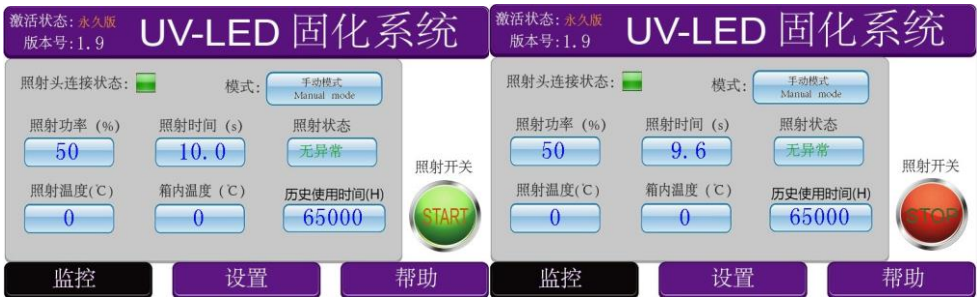 激活状态:永久版
版本号:1.9
UV-LED 固化系统
照射头连接状态:
模式:
手动模式
Manual mode
照射功率 (%)
照射时间 (s)
照射状态
50
10.0
无异常
照射开关
照射温度(℃)
箱内温度 (℃)
历史使用时间(H)
0
0
65000
START
监控
设置
帮助
激活状态:永久版
版本号:1.9
UV-LED 固化系统
照射头连接状态:
模式:
手动模式
Manual mode
照射功率 (%)
照射时间 (s)
照射状态
50
9.6
无异常
照射开关
照射温度(℃)
箱内温度 (℃)
历史使用时间(H)
0
0
65000
STOP
监控
设置
帮助